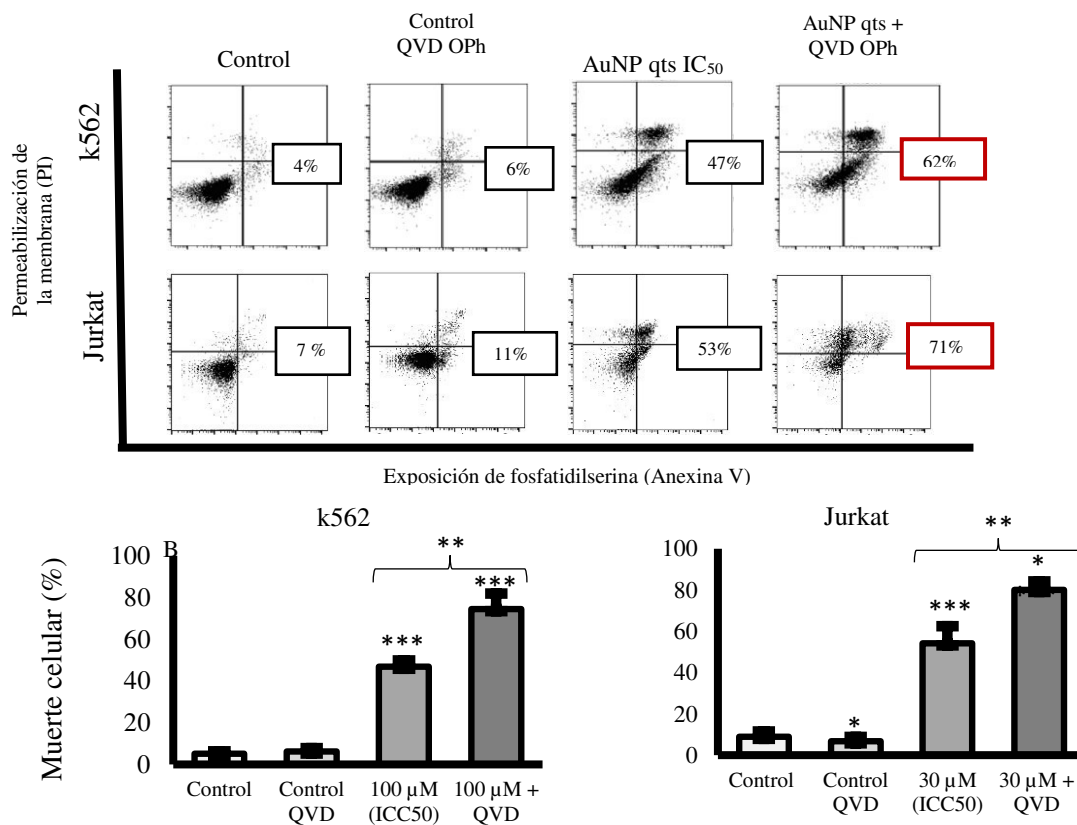 Control
Control
QVD OPh
AuNP qts IC₅₀
AuNP qts +
QVD OPh
Permeabilización de
la membrana (PI)
k562
4%
6%
47%
62%
Jurkat
7 %
11%
53%
71%
Exposición de fosfatidilserina (Anexina V)
k562
B
Muerte celular (%)
100
80
60
40
20
0
**
***
***
Control
Control
QVD
100 µM
(ICC50)
100 µM +
QVD
Jurkat
100
80
60
40
20
0
**
*
***
*
Control
Control
QVD
30 µM
(ICC50)
30 µM +
QVD